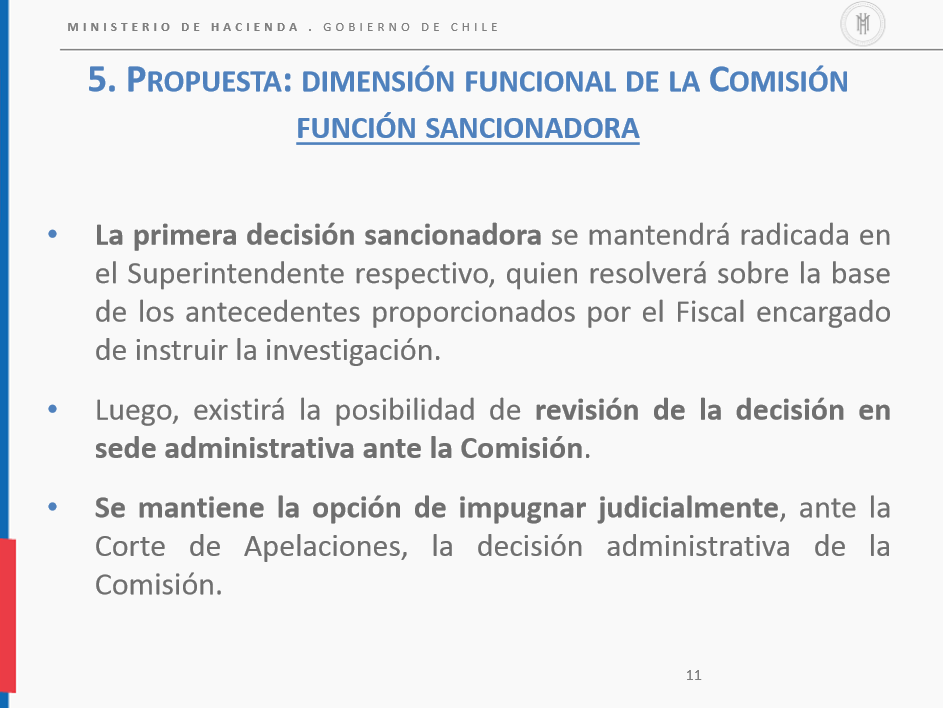 MINISTERIO DE HACIENDA . GOBIERNO DE CHILE
5. PROPUESTA: DIMENSIÓN FUNCIONAL DE LA COMISIÓN
FUNCIÓN SANCIONADORA
• La primera decisión sancionadora se mantendrá radicada en
el Superintendente respectivo, quien resolverá sobre la base
de los antecedentes proporcionados por el Fiscal encargado
de instruir la investigación.
• Luego, existirá la posibilidad de revisión de la decisión en
sede administrativa ante la Comisión.
• Se mantiene la opción de impugnar judicialmente, ante la
Corte de Apelaciones, la decisión administrativa de la
Comisión.
11